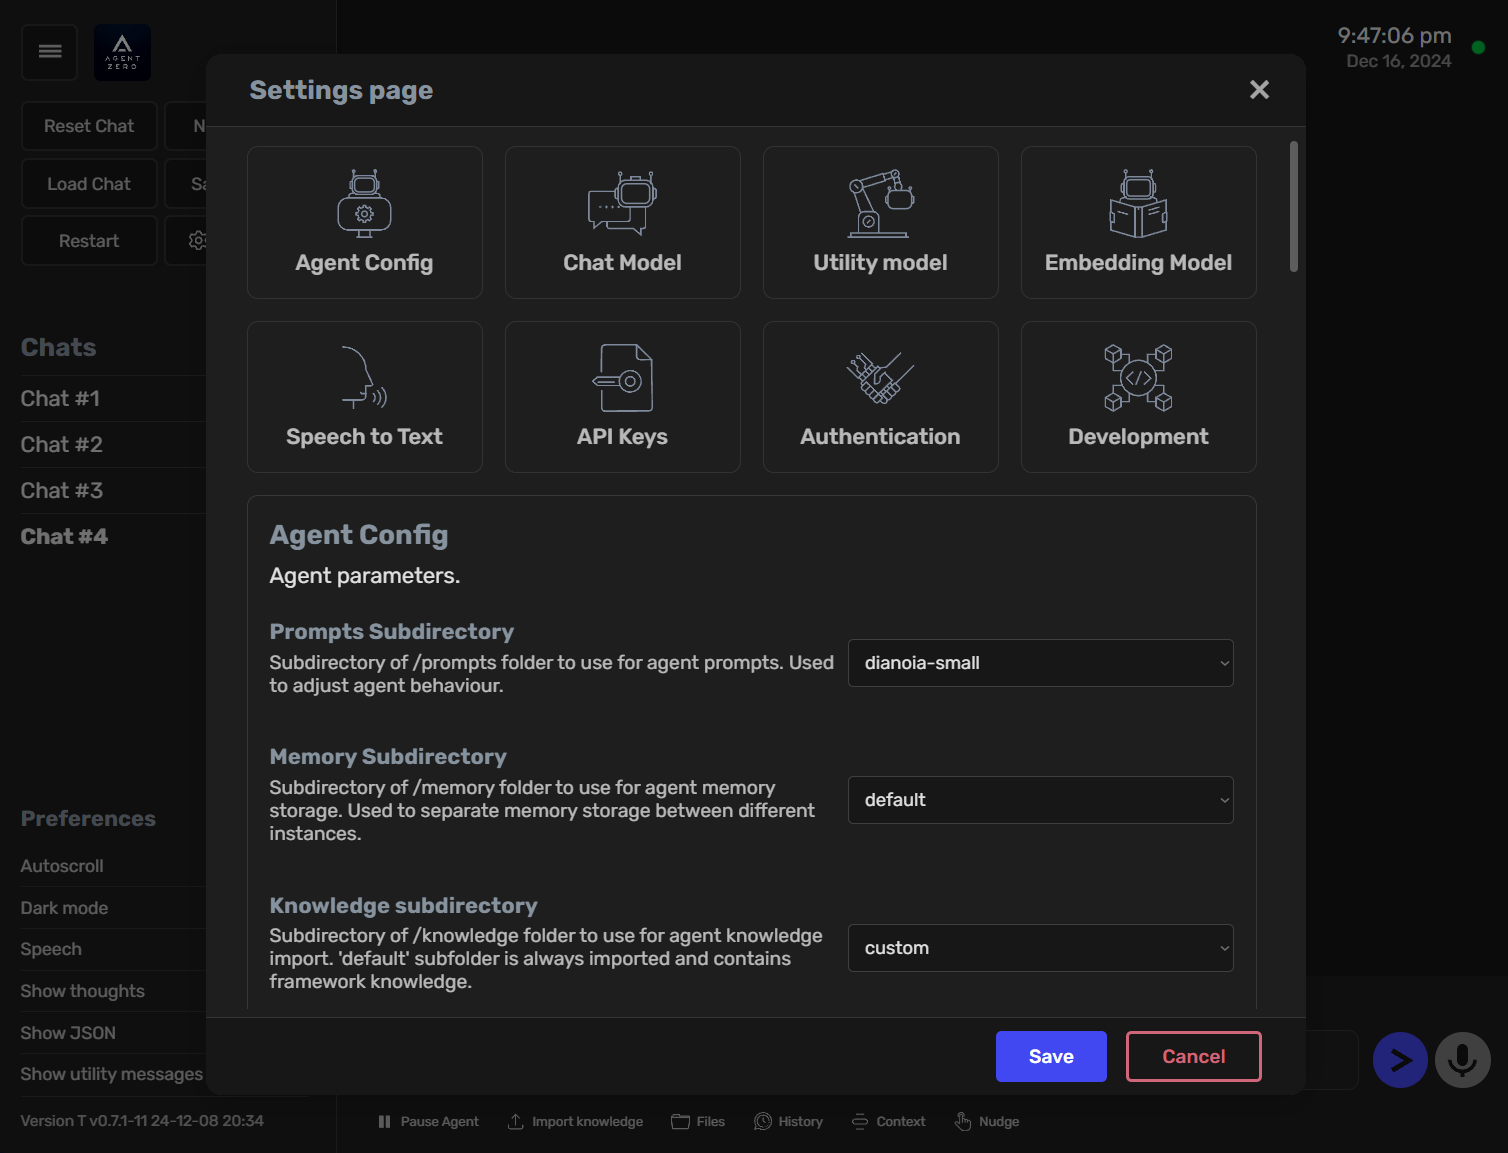 AGENT
ZERO
9:47:06 pm
Dec 16, 2024
Reset Chat
N
Load Chat
Sa
Restart
Chats
Chat #1
Chat #2
Chat #3
Chat #4
Preferences
Autoscroll
Dark mode
Speech
Show thoughts
Show JSON
Show utility messages
Version T v0.7.1-11 24-12-08 20:34
Settings page
Agent Config
Chat Model
Utility model
Embedding Model
Speech to Text
API Keys
Authentication
Development
Agent Config
Agent parameters.
Prompts Subdirectory
Subdirectory of /prompts folder to use for agent prompts. Used
to adjust agent behaviour.
dianoia-small
Memory Subdirectory
Subdirectory of /memory folder to use for agent memory
storage. Used to separate memory storage between different
instances.
default
Knowledge subdirectory
Subdirectory of /knowledge folder to use for agent knowledge
import. 'default' subfolder is always imported and contains
framework knowledge.
custom
Save
Cancel
Pause Agent
Import knowledge
Files
History
Context
Nudge